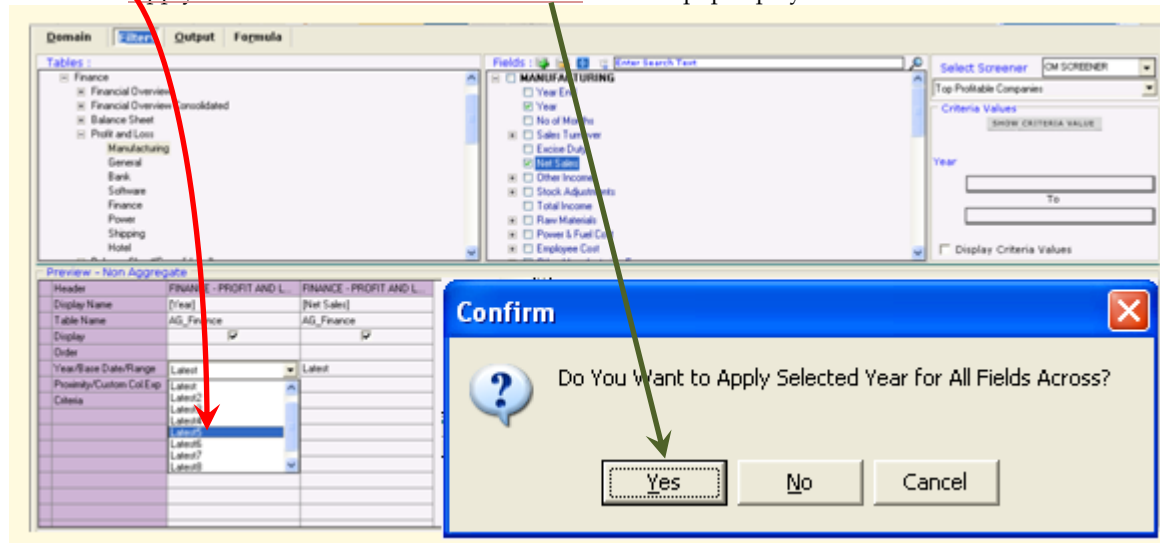 Domain Filters Output Formula
Tables :
Finance
Financial Overview
Financial Overview Consolidated
Balance Sheet
Profit and Loss
Manufacturing
General
Bank
Software
Finance
Power
Shipping
Hotel
Fields : Enter Search Text
MANUFACTURING
Year End
Year
No of Months
Sales Turnover
Excise Duty
Net Sales
Other Income
Stock Adjustments
Total Income
Raw Materials
Power & Fuel Cost
Employee Cost
Select Screener CM SCREENER
Top Profitable Companies
Criteria Values
SHOW CRITERIA VALUE
Year
To
Display Criteria Values
Preview - Non Aggregate
Header FINANCE - PROFIT AND L... FINANCE - PROFIT AND L...
Display Name [Year] [Net Sales]
Table Name AG_Finance AG_Finance
Display
Order
Year/Base Date/Range Latest Latest
Proximity/Custom Col.Exp Latest
Criteria Latest2
Latest3
Latest4
Latest5
Latest6
Latest7
Latest8
Confirm
Do You Want to Apply Selected Year for All Fields Across?
Yes No Cancel